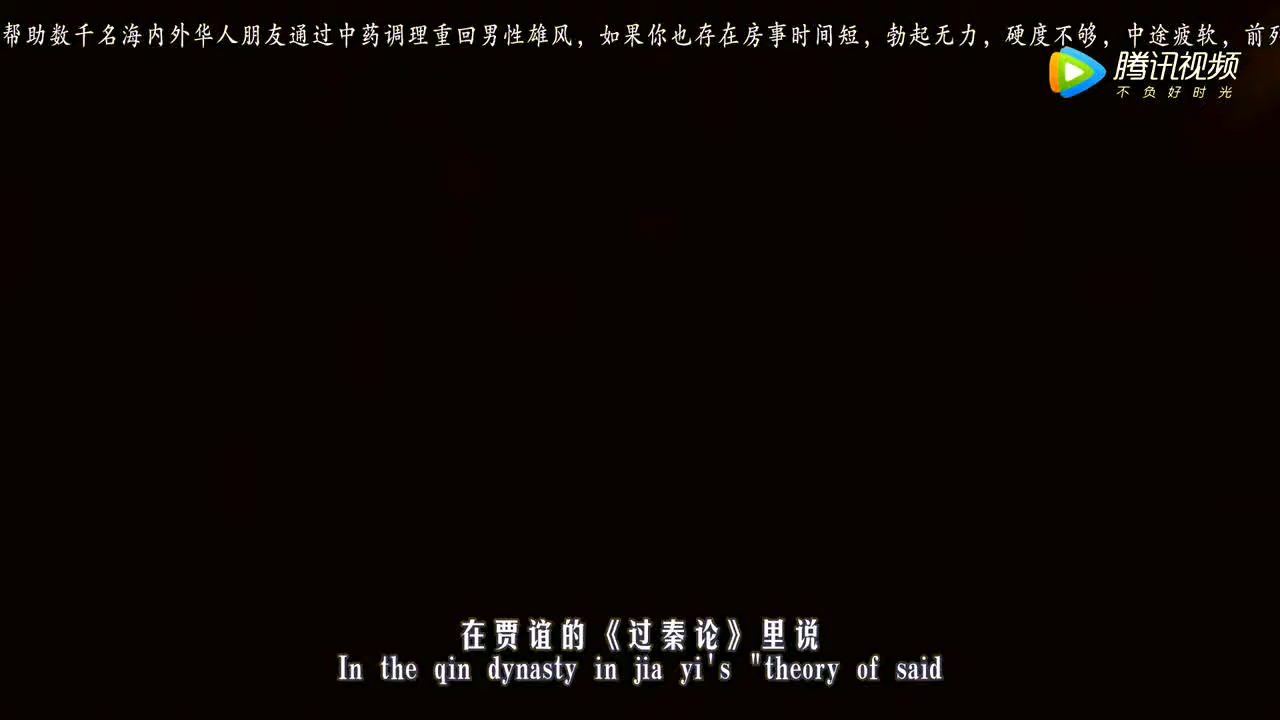 帮助数千名海内外华人朋友通过中药调理重回男性雄风，如果你也存在房事时间短，勃起无力，硬度不够，中途疲软，前列
腾讯视频
不负好时光
在贾谊的《过秦论》里说
In the qin dynasty in jia yi's "theory of said